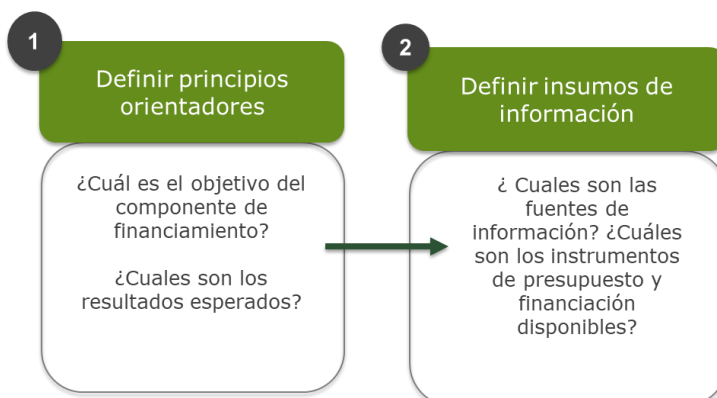 1
Definir principios
orientadores
¿Cuál es el objetivo del
componente de
financiamiento?
¿Cuales son los
resultados esperados?
2
Definir insumos de
información
¿ Cuales son las
fuentes de
información? ¿Cuáles
son los instrumentos
de presupuesto y
financiación
disponibles?